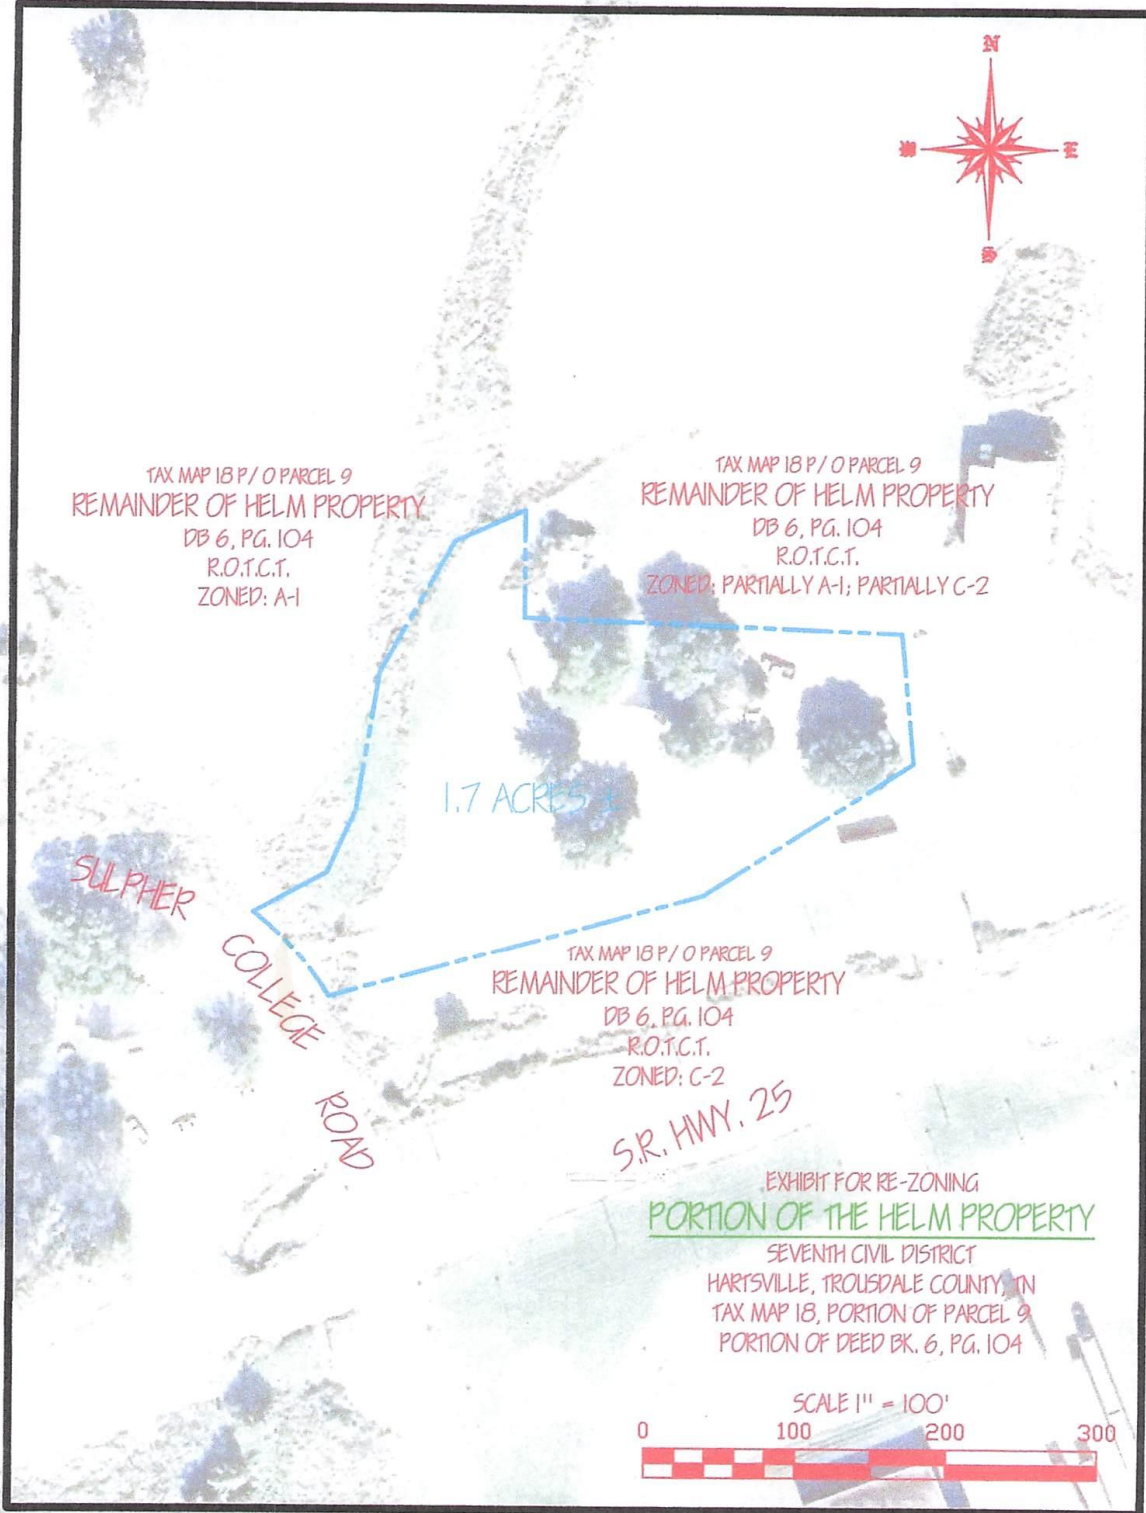 N
W
E
S
TAX MAP 18 P/O PARCEL 9
REMAINDER OF HELM PROPERTY
DB 6, PG. 104
R.O.T.C.T.
ZONED: A-1
TAX MAP 18 P/O PARCEL 9
REMAINDER OF HELM PROPERTY
DB 6, PG. 104
R.O.T.C.T.
ZONED: PARTIALLY A-1; PARTIALLY C-2
1.7 ACRES ±
SULPHER
COLLEGE
ROAD
TAX MAP 18 P/O PARCEL 9
REMAINDER OF HELM PROPERTY
DB 6, PG. 104
R.O.T.C.T.
ZONED: C-2
S.R. HWY. 25
EXHIBIT FOR RE-ZONING
PORTION OF THE HELM PROPERTY
SEVENTH CIVIL DISTRICT
HARTSVILLE, TROUSDALE COUNTY, TN
TAX MAP 18, PORTION OF PARCEL 9
PORTION OF DEED BK. 6, PG. 104
SCALE 1" = 100'
0 100 200 300